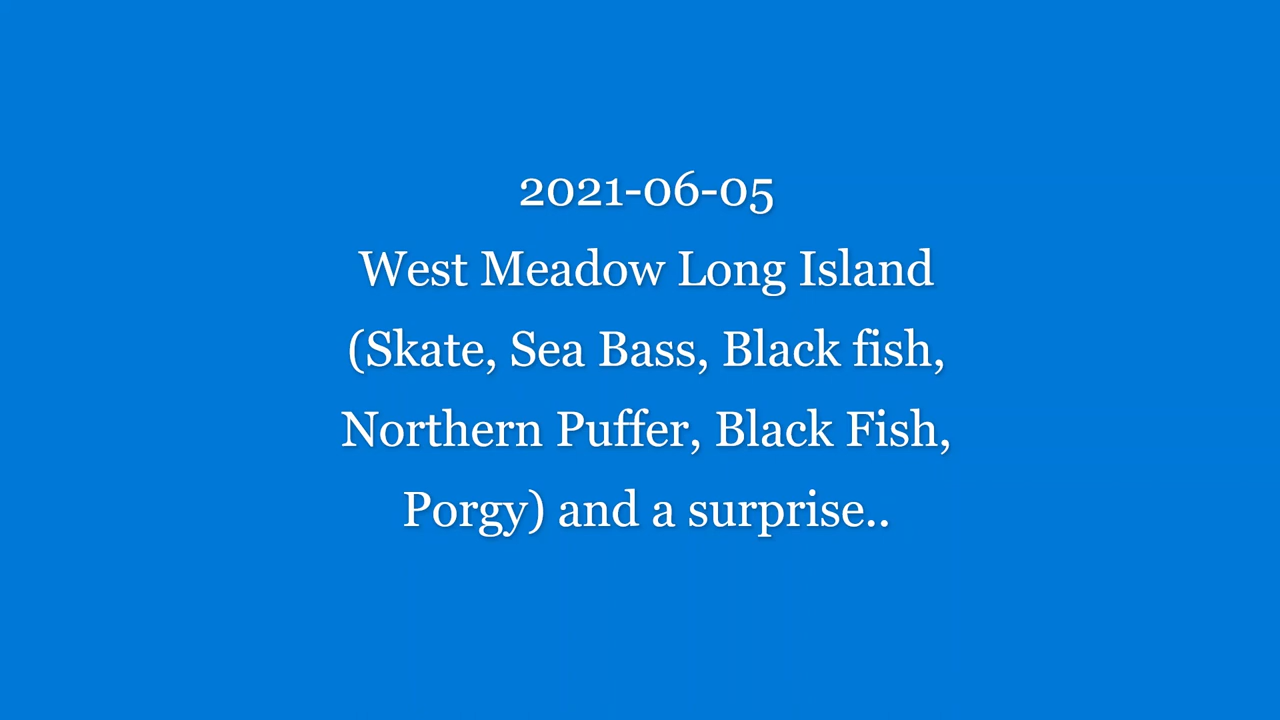 2021-06-05
West Meadow Long Island
(Skate, Sea Bass, Black fish,
Northern Puffer, Black Fish,
Porgy) and a surprise..